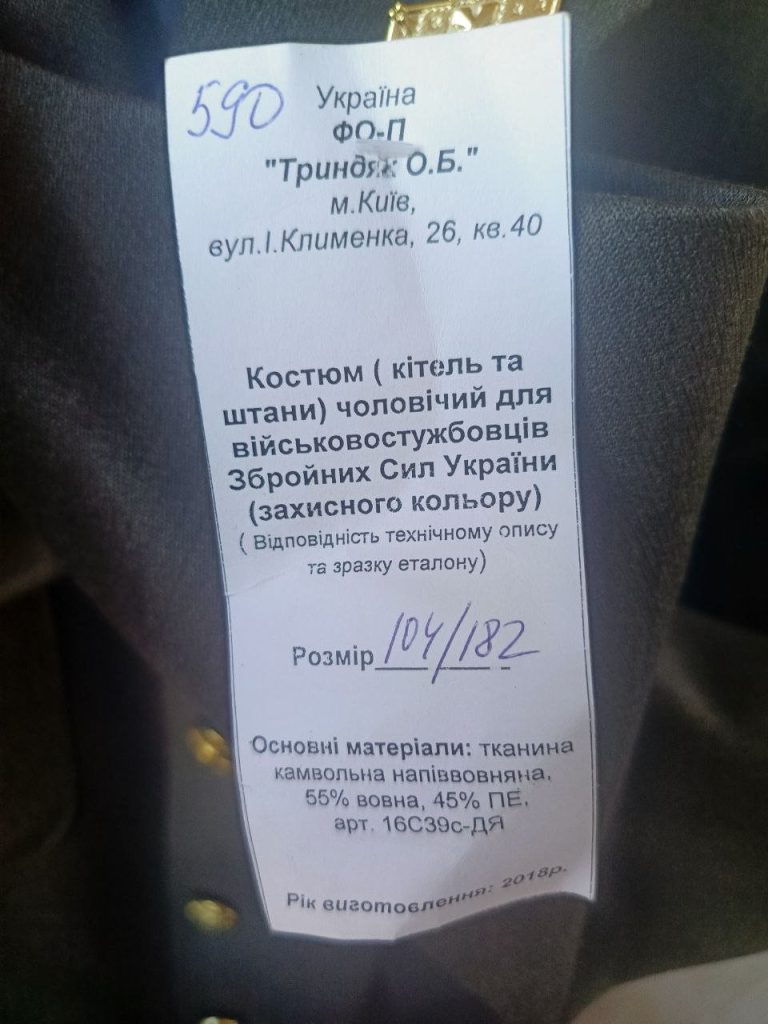 590
Україна
ФО-П
"Триндяк О.Б."
м.Київ,
вул.І.Клименка, 26, кв.40
Костюм ( кітель та
штани) чоловічий для
військовостужбовців
Збройних Сил України
(захисного кольору)
( Відповідність технічному опису
та зразку еталону)
Розмір 104/182
Основні матеріали: тканина
камвольна напіввовняна,
55% вовна, 45% ПЕ,
арт. 16С39с-ДЯ
Рік виготовлення: 2018р.